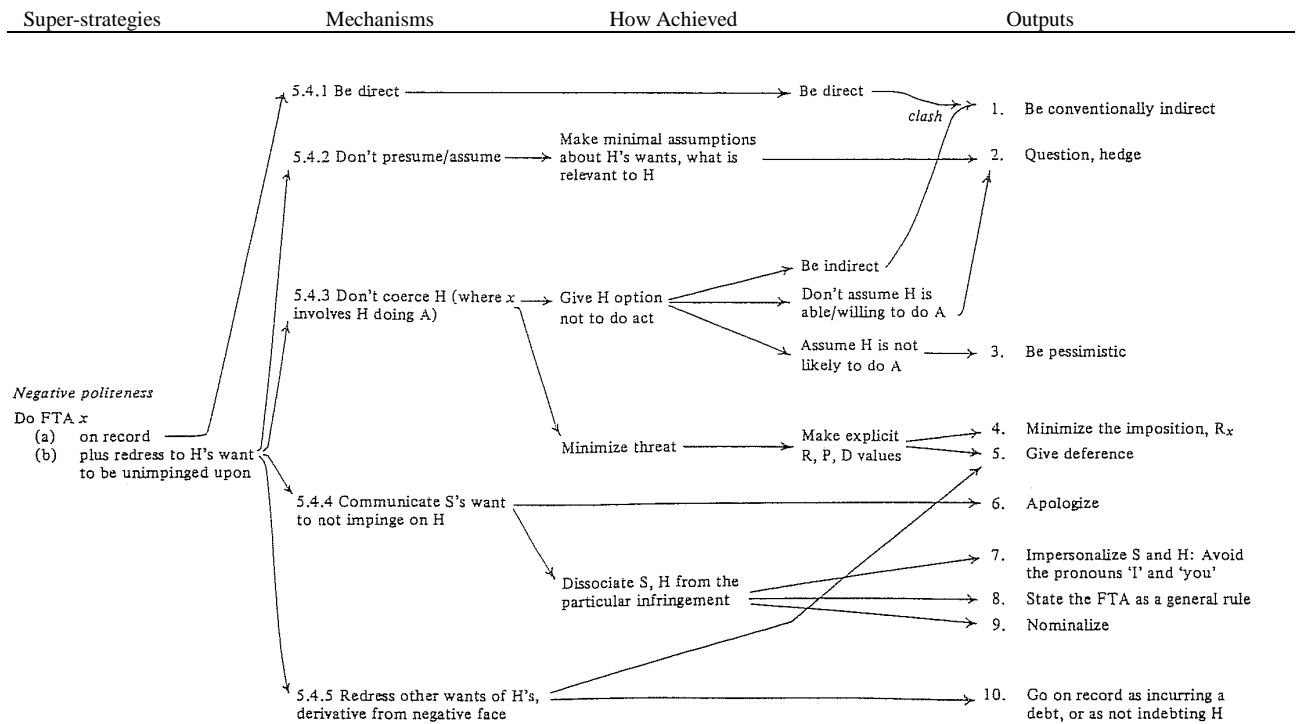 Super-strategies Mechanisms How Achieved Outputs
5.4.1 Be direct
Be direct
clash
1. Be conventionally indirect
5.4.2 Don't presume/assume
Make minimal assumptions
about H's wants, what is
relevant to H
2. Question, hedge
5.4.3 Don't coerce H (where x
involves H doing A)
Give H option
not to do act
Be indirect
Don't assume H is
able/willing to do A
Assume H is not
likely to do A
3. Be pessimistic
Negative politeness
Do FTA x
(a) on record
(b) plus redress to H's want
to be unimpinged upon
Minimize threat
Make explicit
R, P, D values
4. Minimize the imposition, Rx
5. Give deference
5.4.4 Communicate S's want
to not impinge on H
6. Apologize
Dissociate S, H from the
particular infringement
7. Impersonalize S and H: Avoid
the pronouns 'I' and 'you'
8. State the FTA as a general rule
9. Nominalize
5.4.5 Redress other wants of H's,
derivative from negative face
10. Go on record as incurring a
debt, or as not indebting H